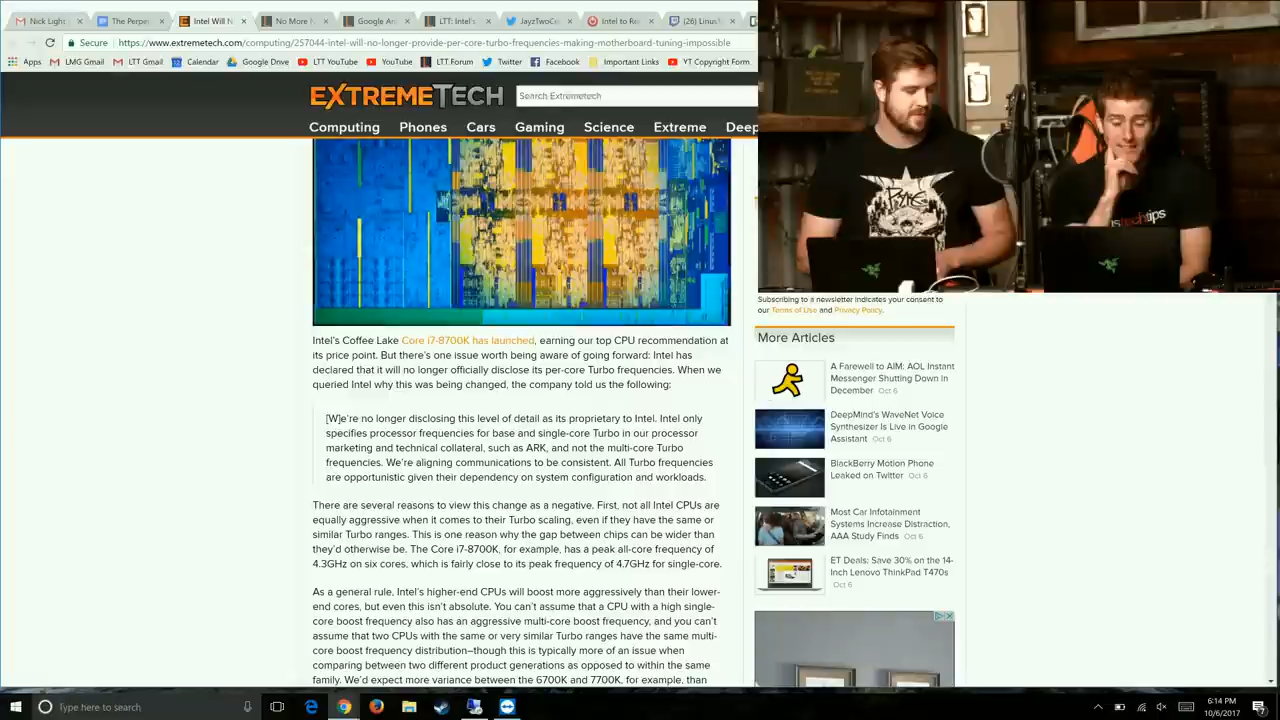 Nick Light
The Perper
Intel Will N
No More N
Google An
LTT: Intel's
JayzTwoCe
Intel to Re
(26) Linus
Secure
https://www.extremetech.com/computing/257044-intel-will-no-longer-provide-per-core-turbo-frequencies-making-motherboard-tuning-impossible
Apps
LMG Gmail
LTT Gmail
Calendar
Google Drive
LTT YouTube
YouTube
LTT Forum
Twitter
Facebook
Important Links
YT Copyright Form
EXTREMETECH
Search Extremetech
Computing
Phones
Cars
Gaming
Science
Extreme
Deep
Intel's Coffee Lake Core i7-8700K has launched, earning our top CPU recommendation at
its price point. But there's one issue worth being aware of going forward: Intel has
declared that it will no longer officially disclose its per-core Turbo frequencies. When we
queried Intel why this was being changed, the company told us the following:
[W]e're no longer disclosing this level of detail as its proprietary to Intel. Intel only
specifies processor frequencies for base and single-core Turbo in our processor
marketing and technical collateral, such as ARK, and not the multi-core Turbo
frequencies. We're aligning communications to be consistent. All Turbo frequencies
are opportunistic given their dependency on system configuration and workloads.
There are several reasons to view this change as a negative. First, not all Intel CPUs are
equally aggressive when it comes to their Turbo scaling, even if they have the same or
similar Turbo ranges. This is one reason why the gap between chips can be wider than
they'd otherwise be. The Core i7-8700K, for example, has a peak all-core frequency of
4.3GHz on six cores, which is fairly close to its peak frequency of 4.7GHz for single-core.
As a general rule, Intel's higher-end CPUs will boost more aggressively than their lower-
end cores, but even this isn't absolute. You can't assume that a CPU with a high single-
core boost frequency also has an aggressive multi-core boost frequency, and you can't
assume that two CPUs with the same or very similar Turbo ranges have the same multi-
core boost frequency distribution–though this is typically more of an issue when
comparing between two different product generations as opposed to within the same
family. We'd expect more variance between the 6700K and 7700K, for example, than
Subscribing to a newsletter indicates your consent to
our Terms of Use and Privacy Policy.
More Articles
A Farewell to AIM: AOL Instant
Messenger Shutting Down in
December Oct 6
DeepMind's WaveNet Voice
Synthesizer Is Live in Google
Assistant Oct 6
BlackBerry Motion Phone
Leaked on Twitter Oct 6
Most Car Infotainment
Systems Increase Distraction,
AAA Study Finds Oct 6
ET Deals: Save 30% on the 14-
Inch Lenovo ThinkPad T470s
Oct 6
Type here to search
6:14 PM
10/6/2017